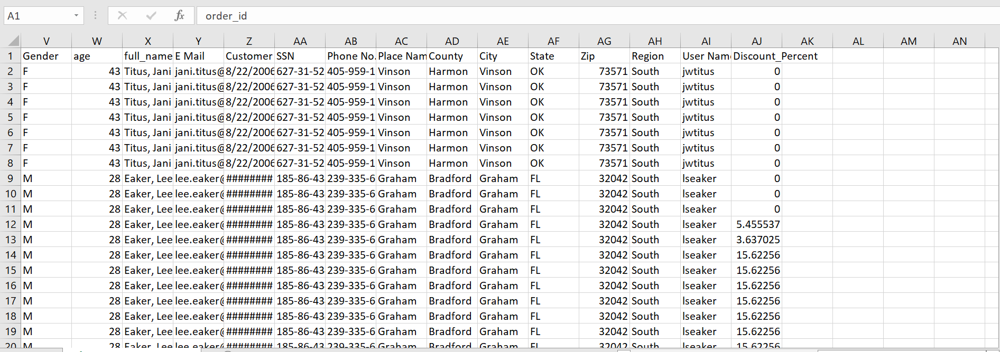 A1 fx order_id
V W X Y Z AA AB AC AD AE AF AG AH AI AJ AK AL AM AN
1 Gender age full_name E Mail Customer SSN Phone No. Place Nam County City State Zip Region User Nam Discount_Percent
2 F 43 Titus, Jani jani.titus@ 8/22/2006 627-31-52 405-959-1 Vinson Harmon Vinson OK 73571 South jwtitus 0
3 F 43 Titus, Jani jani.titus@ 8/22/2006 627-31-52 405-959-1 Vinson Harmon Vinson OK 73571 South jwtitus 0
4 F 43 Titus, Jani jani.titus@ 8/22/2006 627-31-52 405-959-1 Vinson Harmon Vinson OK 73571 South jwtitus 0
5 F 43 Titus, Jani jani.titus@ 8/22/2006 627-31-52 405-959-1 Vinson Harmon Vinson OK 73571 South jwtitus 0
6 F 43 Titus, Jani jani.titus@ 8/22/2006 627-31-52 405-959-1 Vinson Harmon Vinson OK 73571 South jwtitus 0
7 F 43 Titus, Jani jani.titus@ 8/22/2006 627-31-52 405-959-1 Vinson Harmon Vinson OK 73571 South jwtitus 0
8 F 43 Titus, Jani jani.titus@ 8/22/2006 627-31-52 405-959-1 Vinson Harmon Vinson OK 73571 South jwtitus 0
9 M 28 Eaker, Lee lee.eaker@ ######## 185-86-43 239-335-6 Graham Bradford Graham FL 32042 South lseaker 0
10 M 28 Eaker, Lee lee.eaker@ ######## 185-86-43 239-335-6 Graham Bradford Graham FL 32042 South lseaker 0
11 M 28 Eaker, Lee lee.eaker@ ######## 185-86-43 239-335-6 Graham Bradford Graham FL 32042 South lseaker 0
12 M 28 Eaker, Lee lee.eaker@ ######## 185-86-43 239-335-6 Graham Bradford Graham FL 32042 South lseaker 5.455537
13 M 28 Eaker, Lee lee.eaker@ ######## 185-86-43 239-335-6 Graham Bradford Graham FL 32042 South lseaker 3.637025
14 M 28 Eaker, Lee lee.eaker@ ######## 185-86-43 239-335-6 Graham Bradford Graham FL 32042 South lseaker 15.62256
15 M 28 Eaker, Lee lee.eaker@ ######## 185-86-43 239-335-6 Graham Bradford Graham FL 32042 South lseaker 15.62256
16 M 28 Eaker, Lee lee.eaker@ ######## 185-86-43 239-335-6 Graham Bradford Graham FL 32042 South lseaker 15.62256
17 M 28 Eaker, Lee lee.eaker@ ######## 185-86-43 239-335-6 Graham Bradford Graham FL 32042 South lseaker 15.62256
18 M 28 Eaker, Lee lee.eaker@ ######## 185-86-43 239-335-6 Graham Bradford Graham FL 32042 South lseaker 15.62256
19 M 28 Eaker, Lee lee.eaker@ ######## 185-86-43 239-335-6 Graham Bradford Graham FL 32042 South lseaker 15.62256
20 M 28 Eaker, Lee lee.eaker@ ######## 185-86-43 239-335-6 Graham Bradford Graham FL 32042 South lseaker 15.62256